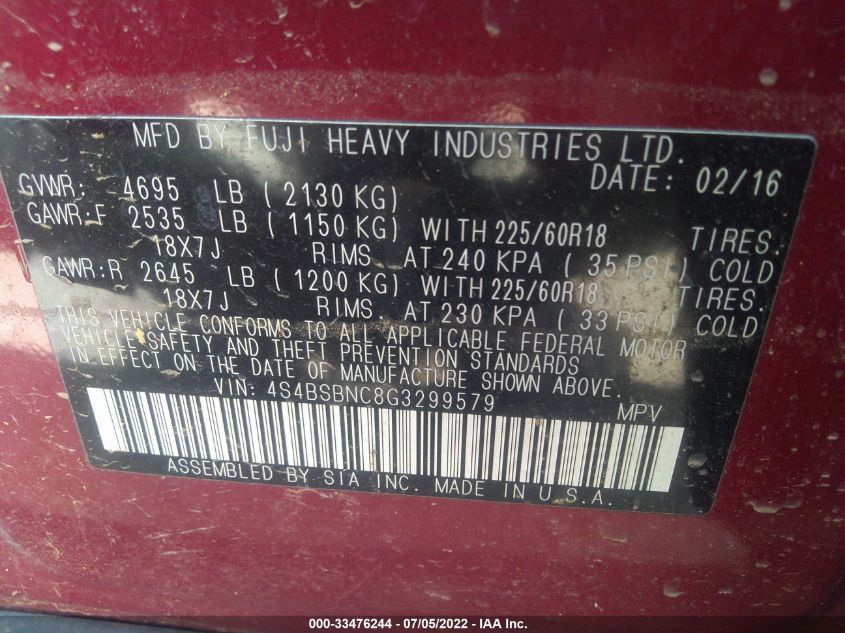 MFD BY FUJI HEAVY INDUSTRIES LTD.
DATE: 02/16
GVWR: 4695 LB ( 2130 KG)
GAWR:F 2535 LB ( 1150 KG) WITH 225/60R18 TIRES.
18X7J RIMS AT 240 KPA ( 35 PSI) COLD
GAWR:R 2645 LB ( 1200 KG) WITH 225/60R18 TIRES.
18X7J RIMS AT 230 KPA ( 33 PSI) COLD
THIS VEHICLE CONFORMS TO ALL APPLICABLE FEDERAL MOTOR
VEHICLE SAFETY AND THEFT PREVENTION STANDARDS
IN EFFECT ON THE DATE OF MANUFACTURE SHOWN ABOVE.
VIN: 4S4BSBNC8G3299579 MPV
ASSEMBLED BY SIA INC. MADE IN U.S.A.
000-33476244 - 07/05/2022 - IAA Inc.